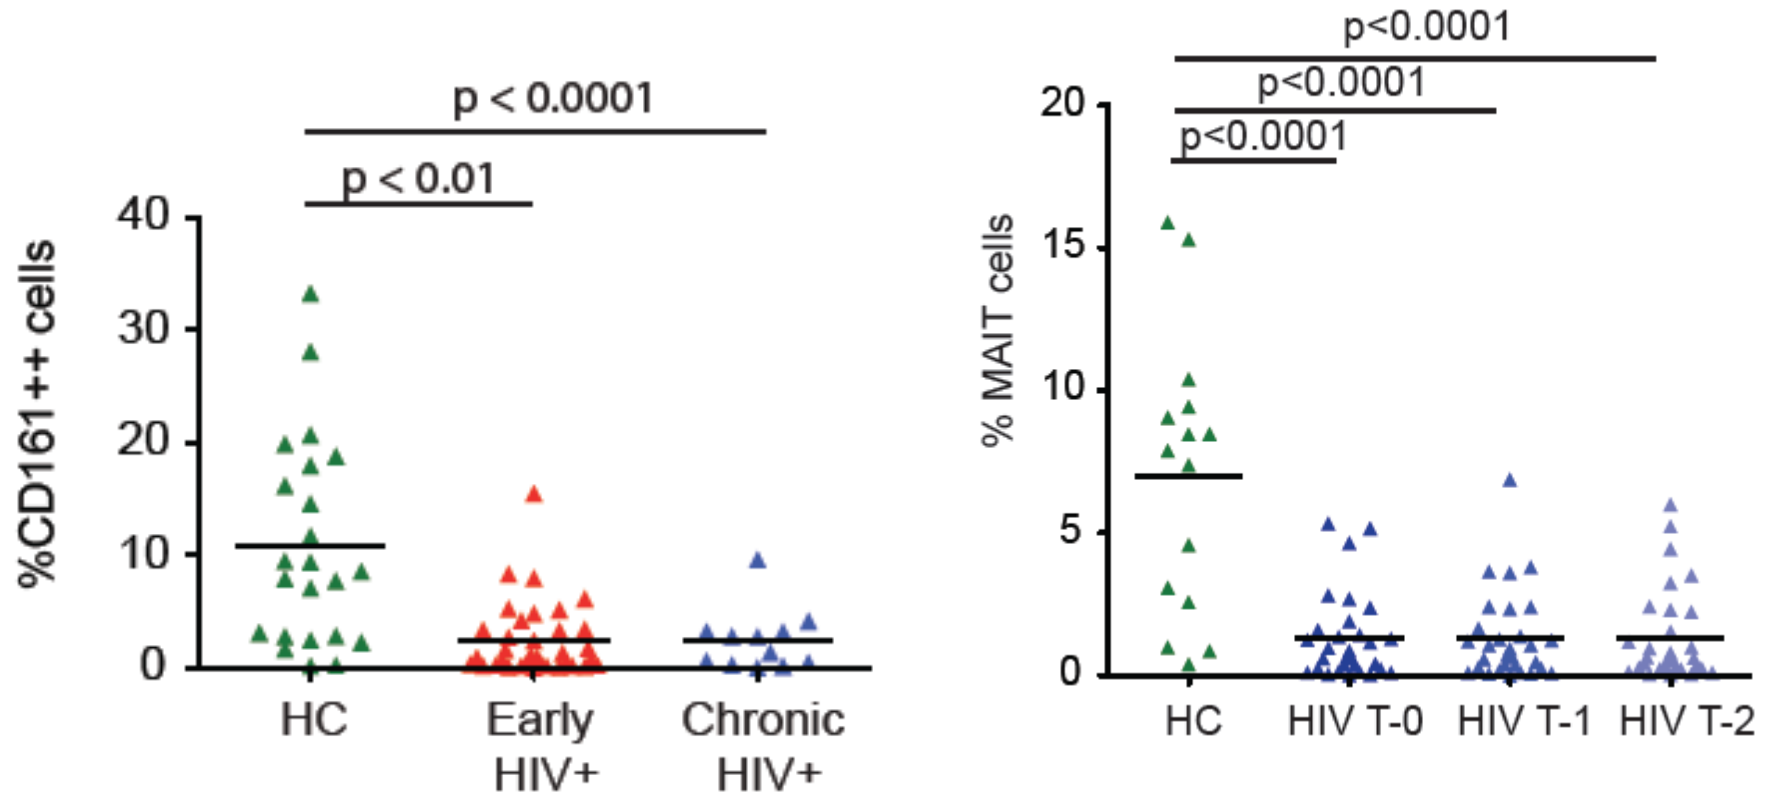 p < 0.0001
p < 0.01
%CD161++ cells
40
30
20
10
0
HC
Early
HIV+
Chronic
HIV+
p<0.0001
p<0.0001
p<0.0001
% MAIT cells
20
15
10
5
0
HC
HIV T-0
HIV T-1
HIV T-2